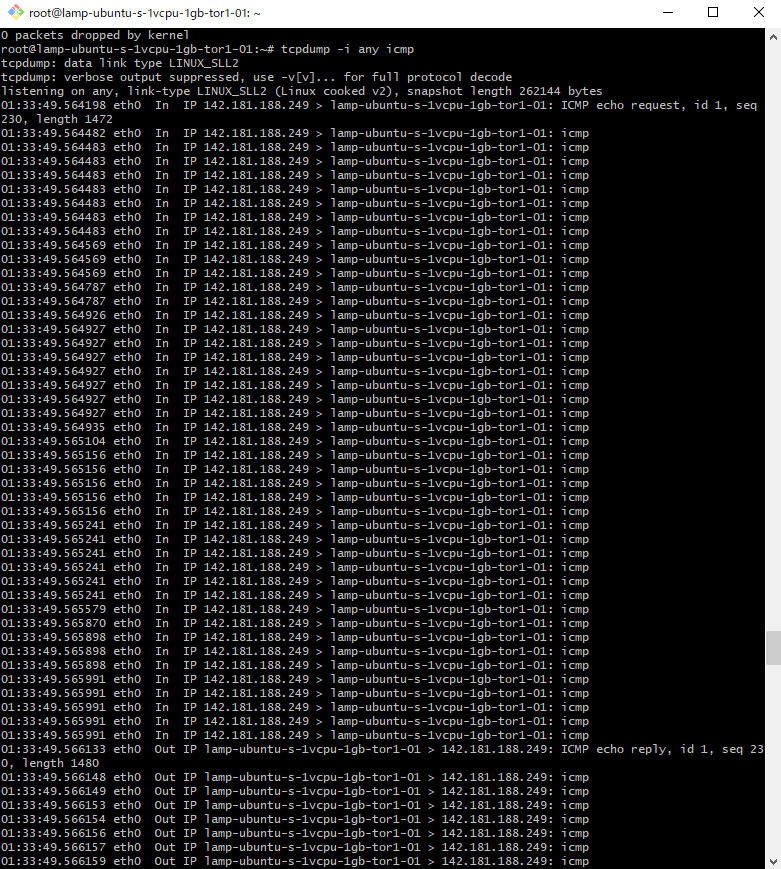 root@lamp-ubuntu-s-1vcpu-1gb-tor1-01: ~
0 packets dropped by kernel
root@lamp-ubuntu-s-1vcpu-1gb-tor1-01:~# tcpdump -i any icmp
tcpdump: data link type LINUX_SLL2
tcpdump: verbose output suppressed, use -v[v]... for full protocol decode
listening on any, link-type LINUX_SLL2 (Linux cooked v2), snapshot length 262144 bytes
01:33:49.564198 eth0  In  IP 142.181.188.249 > lamp-ubuntu-s-1vcpu-1gb-tor1-01: ICMP echo request, id 1, seq
230, length 1472
01:33:49.564482 eth0  In  IP 142.181.188.249 > lamp-ubuntu-s-1vcpu-1gb-tor1-01: icmp
01:33:49.564483 eth0  In  IP 142.181.188.249 > lamp-ubuntu-s-1vcpu-1gb-tor1-01: icmp
01:33:49.564483 eth0  In  IP 142.181.188.249 > lamp-ubuntu-s-1vcpu-1gb-tor1-01: icmp
01:33:49.564483 eth0  In  IP 142.181.188.249 > lamp-ubuntu-s-1vcpu-1gb-tor1-01: icmp
01:33:49.564483 eth0  In  IP 142.181.188.249 > lamp-ubuntu-s-1vcpu-1gb-tor1-01: icmp
01:33:49.564483 eth0  In  IP 142.181.188.249 > lamp-ubuntu-s-1vcpu-1gb-tor1-01: icmp
01:33:49.564483 eth0  In  IP 142.181.188.249 > lamp-ubuntu-s-1vcpu-1gb-tor1-01: icmp
01:33:49.564483 eth0  In  IP 142.181.188.249 > lamp-ubuntu-s-1vcpu-1gb-tor1-01: icmp
01:33:49.564569 eth0  In  IP 142.181.188.249 > lamp-ubuntu-s-1vcpu-1gb-tor1-01: icmp
01:33:49.564569 eth0  In  IP 142.181.188.249 > lamp-ubuntu-s-1vcpu-1gb-tor1-01: icmp
01:33:49.564569 eth0  In  IP 142.181.188.249 > lamp-ubuntu-s-1vcpu-1gb-tor1-01: icmp
01:33:49.564787 eth0  In  IP 142.181.188.249 > lamp-ubuntu-s-1vcpu-1gb-tor1-01: icmp
01:33:49.564787 eth0  In  IP 142.181.188.249 > lamp-ubuntu-s-1vcpu-1gb-tor1-01: icmp
01:33:49.564926 eth0  In  IP 142.181.188.249 > lamp-ubuntu-s-1vcpu-1gb-tor1-01: icmp
01:33:49.564927 eth0  In  IP 142.181.188.249 > lamp-ubuntu-s-1vcpu-1gb-tor1-01: icmp
01:33:49.564927 eth0  In  IP 142.181.188.249 > lamp-ubuntu-s-1vcpu-1gb-tor1-01: icmp
01:33:49.564927 eth0  In  IP 142.181.188.249 > lamp-ubuntu-s-1vcpu-1gb-tor1-01: icmp
01:33:49.564927 eth0  In  IP 142.181.188.249 > lamp-ubuntu-s-1vcpu-1gb-tor1-01: icmp
01:33:49.564927 eth0  In  IP 142.181.188.249 > lamp-ubuntu-s-1vcpu-1gb-tor1-01: icmp
01:33:49.564927 eth0  In  IP 142.181.188.249 > lamp-ubuntu-s-1vcpu-1gb-tor1-01: icmp
01:33:49.564927 eth0  In  IP 142.181.188.249 > lamp-ubuntu-s-1vcpu-1gb-tor1-01: icmp
01:33:49.564935 eth0  In  IP 142.181.188.249 > lamp-ubuntu-s-1vcpu-1gb-tor1-01: icmp
01:33:49.565104 eth0  In  IP 142.181.188.249 > lamp-ubuntu-s-1vcpu-1gb-tor1-01: icmp
01:33:49.565156 eth0  In  IP 142.181.188.249 > lamp-ubuntu-s-1vcpu-1gb-tor1-01: icmp
01:33:49.565156 eth0  In  IP 142.181.188.249 > lamp-ubuntu-s-1vcpu-1gb-tor1-01: icmp
01:33:49.565156 eth0  In  IP 142.181.188.249 > lamp-ubuntu-s-1vcpu-1gb-tor1-01: icmp
01:33:49.565156 eth0  In  IP 142.181.188.249 > lamp-ubuntu-s-1vcpu-1gb-tor1-01: icmp
01:33:49.565156 eth0  In  IP 142.181.188.249 > lamp-ubuntu-s-1vcpu-1gb-tor1-01: icmp
01:33:49.565241 eth0  In  IP 142.181.188.249 > lamp-ubuntu-s-1vcpu-1gb-tor1-01: icmp
01:33:49.565241 eth0  In  IP 142.181.188.249 > lamp-ubuntu-s-1vcpu-1gb-tor1-01: icmp
01:33:49.565241 eth0  In  IP 142.181.188.249 > lamp-ubuntu-s-1vcpu-1gb-tor1-01: icmp
01:33:49.565241 eth0  In  IP 142.181.188.249 > lamp-ubuntu-s-1vcpu-1gb-tor1-01: icmp
01:33:49.565241 eth0  In  IP 142.181.188.249 > lamp-ubuntu-s-1vcpu-1gb-tor1-01: icmp
01:33:49.565241 eth0  In  IP 142.181.188.249 > lamp-ubuntu-s-1vcpu-1gb-tor1-01: icmp
01:33:49.565579 eth0  In  IP 142.181.188.249 > lamp-ubuntu-s-1vcpu-1gb-tor1-01: icmp
01:33:49.565870 eth0  In  IP 142.181.188.249 > lamp-ubuntu-s-1vcpu-1gb-tor1-01: icmp
01:33:49.565898 eth0  In  IP 142.181.188.249 > lamp-ubuntu-s-1vcpu-1gb-tor1-01: icmp
01:33:49.565898 eth0  In  IP 142.181.188.249 > lamp-ubuntu-s-1vcpu-1gb-tor1-01: icmp
01:33:49.565898 eth0  In  IP 142.181.188.249 > lamp-ubuntu-s-1vcpu-1gb-tor1-01: icmp
01:33:49.565991 eth0  In  IP 142.181.188.249 > lamp-ubuntu-s-1vcpu-1gb-tor1-01: icmp
01:33:49.565991 eth0  In  IP 142.181.188.249 > lamp-ubuntu-s-1vcpu-1gb-tor1-01: icmp
01:33:49.565991 eth0  In  IP 142.181.188.249 > lamp-ubuntu-s-1vcpu-1gb-tor1-01: icmp
01:33:49.565991 eth0  In  IP 142.181.188.249 > lamp-ubuntu-s-1vcpu-1gb-tor1-01: icmp
01:33:49.565991 eth0  In  IP 142.181.188.249 > lamp-ubuntu-s-1vcpu-1gb-tor1-01: icmp
01:33:49.566133 eth0  Out IP lamp-ubuntu-s-1vcpu-1gb-tor1-01 > 142.181.188.249: ICMP echo reply, id 1, seq 23
0, length 1480
01:33:49.566148 eth0  Out IP lamp-ubuntu-s-1vcpu-1gb-tor1-01 > 142.181.188.249: icmp
01:33:49.566149 eth0  Out IP lamp-ubuntu-s-1vcpu-1gb-tor1-01 > 142.181.188.249: icmp
01:33:49.566153 eth0  Out IP lamp-ubuntu-s-1vcpu-1gb-tor1-01 > 142.181.188.249: icmp
01:33:49.566154 eth0  Out IP lamp-ubuntu-s-1vcpu-1gb-tor1-01 > 142.181.188.249: icmp
01:33:49.566156 eth0  Out IP lamp-ubuntu-s-1vcpu-1gb-tor1-01 > 142.181.188.249: icmp
01:33:49.566157 eth0  Out IP lamp-ubuntu-s-1vcpu-1gb-tor1-01 > 142.181.188.249: icmp
01:33:49.566159 eth0  Out IP lamp-ubuntu-s-1vcpu-1gb-tor1-01 > 142.181.188.249: icmp